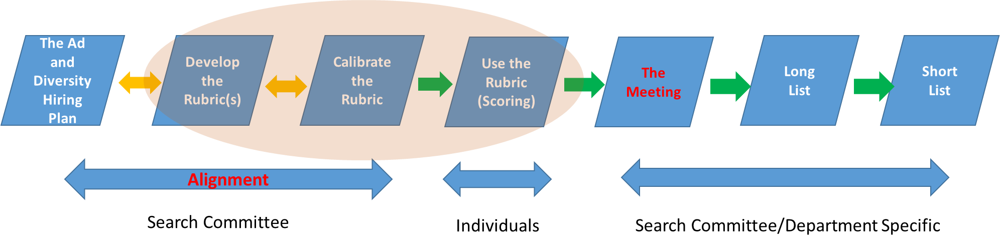 The Ad
and
Diversity
Hiring
Plan
Develop
the
Rubric(s)
Calibrate
the
Rubric
Use the
Rubric
(Scoring)
The
Meeting
Long
List
Short
List
Alignment
Search Committee
Individuals
Search Committee/Department Specific